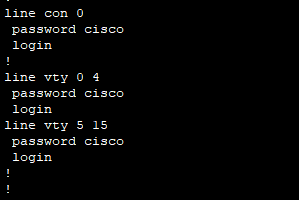 !
line con 0
 password cisco
 login
!
line vty 0 4
 password cisco
 login
line vty 5 15
 password cisco
 login
!
!